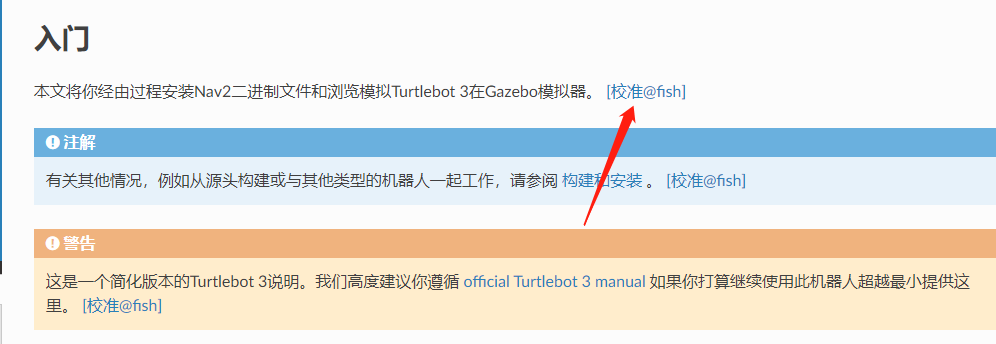 入门
本文将你经由过程安装Nav2二进制文件和浏览模拟Turtlebot 3在Gazebo模拟器。 [校准@fish]
注解
有关其他情况，例如从源头构建或与其他类型的机器人一起工作，请参阅 构建和安装 。 [校准@fish]
警告
这是一个简化版本的Turtlebot 3说明。我们高度建议你遵循 official Turtlebot 3 manual 如果你打算继续使用此机器人超越最小提供这
里。 [校准@fish]